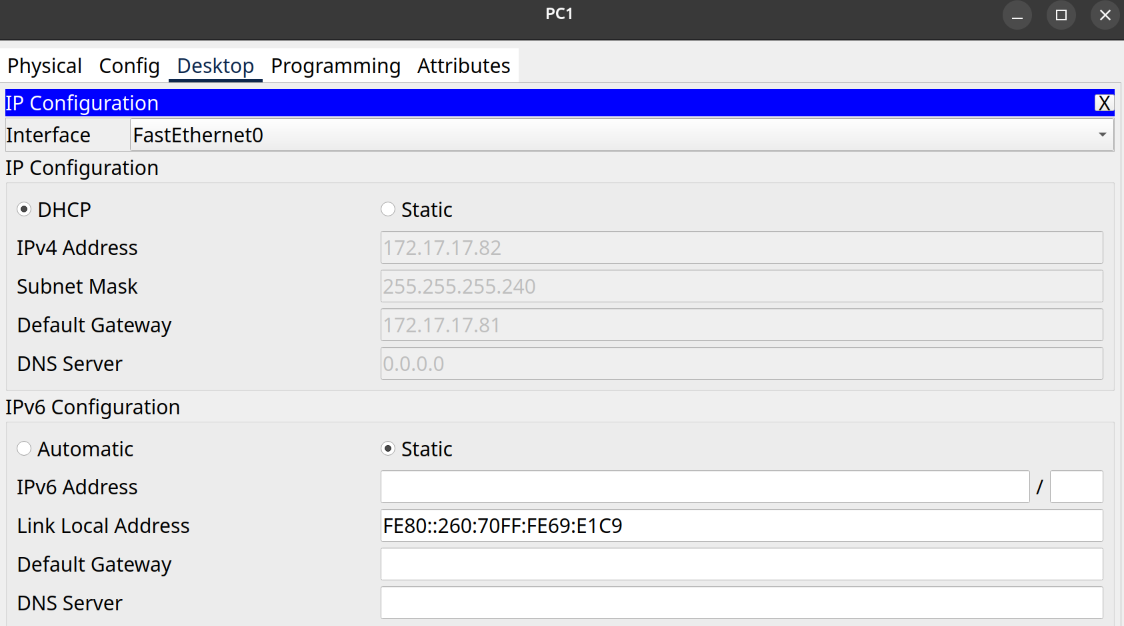 PC1
Physical Config Desktop Programming Attributes
IP Configuration X
Interface FastEthernet0
IP Configuration
DHCP Static
IPv4 Address 172.17.17.82
Subnet Mask 255.255.255.240
Default Gateway 172.17.17.81
DNS Server 0.0.0.0
IPv6 Configuration
Automatic Static
IPv6 Address /
Link Local Address FE80::260:70FF:FE69:E1C9
Default Gateway
DNS Server